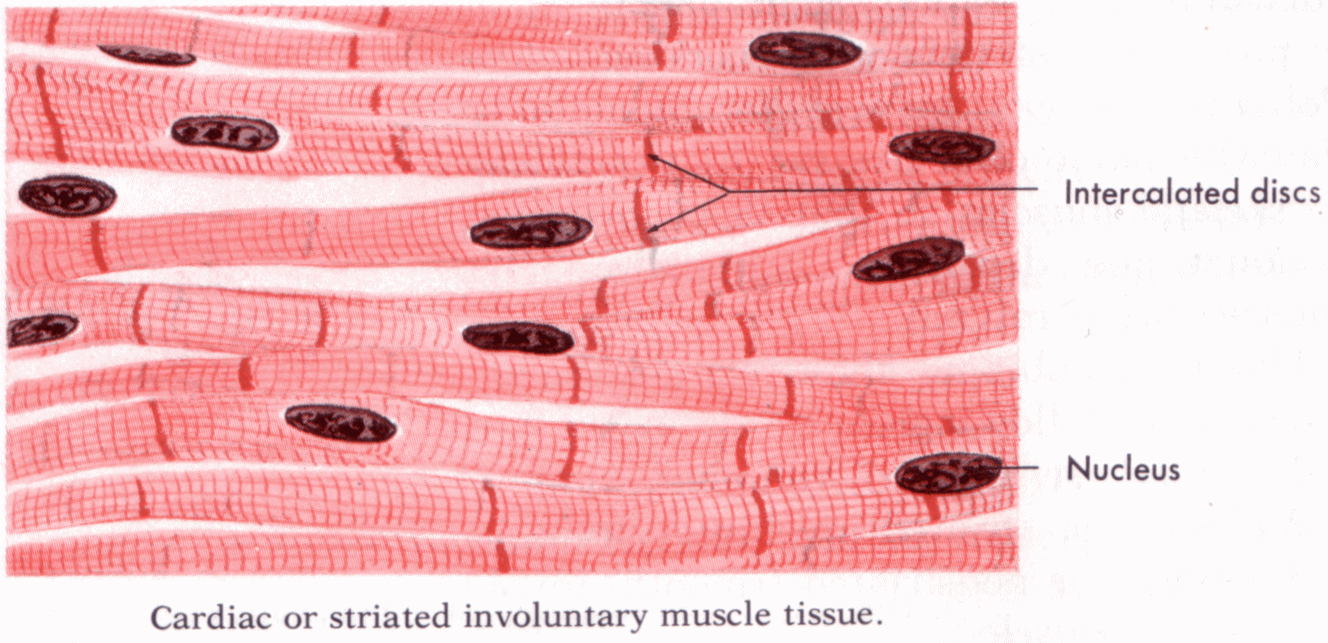 Intercalated discs
Nucleus
Cardiac or striated involuntary muscle tissue.